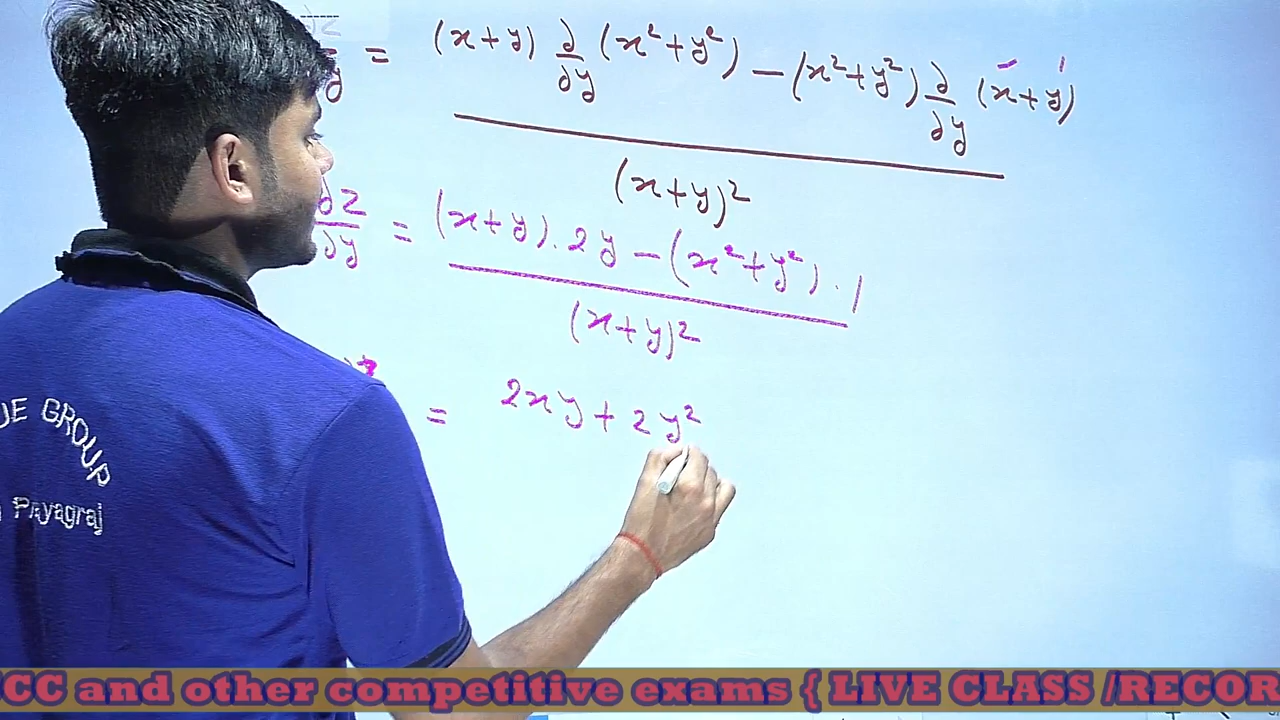 ∂z
/y = (x+y) ∂/∂y (x²+y²) – (x²+y²) ∂/∂y (x+y)
(x+y)²
∂z/∂y = (x+y). 2y – (x²+y²) . 1
(x+y)²
= 2xy + 2y²
UE GROUP
Prayagraj
CC and other competitive exams { LIVE CLASS /RECOR